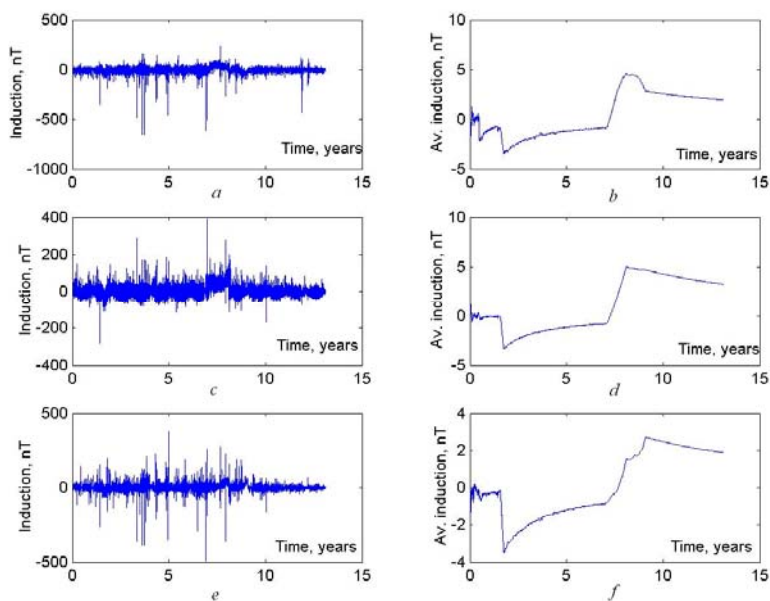 500
0
-500
-1000
Induction, nT
Time, years
0 5 10 15
a
10
5
0
-5
Av. induction, nT
Time, years
0 5 10 15
b
400
200
0
-200
-400
Induction, nT
Time, years
0 5 10 15
c
10
5
0
-5
Av. incuction, nT
Time, years
0 5 10 15
d
500
0
-500
Induction, nT
Time, years
0 5 10 15
e
4
2
0
-2
-4
Av. induction, nT
Time, years
0 5 10 15
f